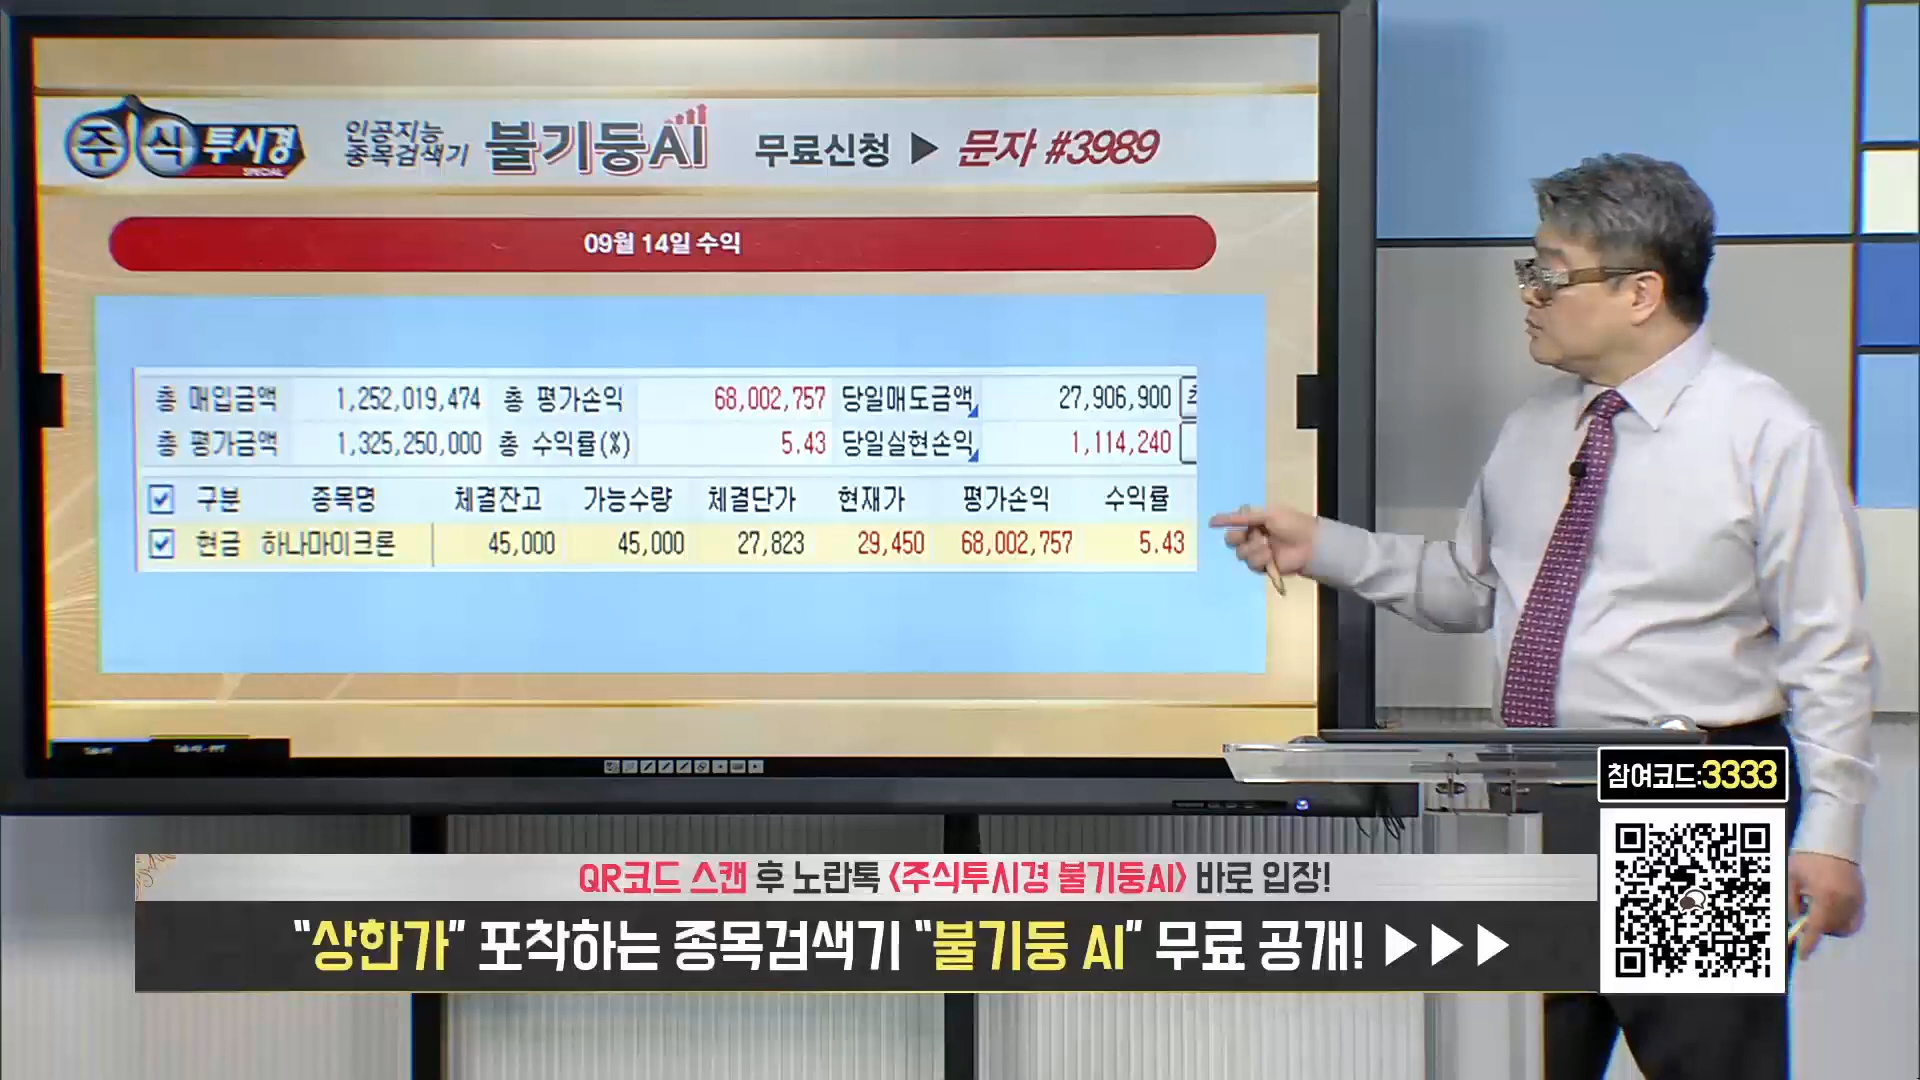 주식투시경
인공지능
종목검색기
불기둥AI
무료신청 ▶ 문자 #3989
09월 14일 수익
총 매입금액 1,252,019,474 총 평가손익 68,002,757 당일매도금액 27,906,900
총 평가금액 1,325,250,000 총 수익률(%) 5.43 당일실현손익 1,114,240
구분 종목명 체결잔고 가능수량 체결단가 현재가 평가손익 수익률
현금 하나마이크론 45,000 45,000 27,823 29,450 68,002,757 5.43
참여코드:3333
QR코드 스캔 후 노란톡 <주식투시경 불기둥AI> 바로 입장!
"상한가" 포착하는 종목검색기 "불기둥 AI" 무료 공개! ▶▶▶